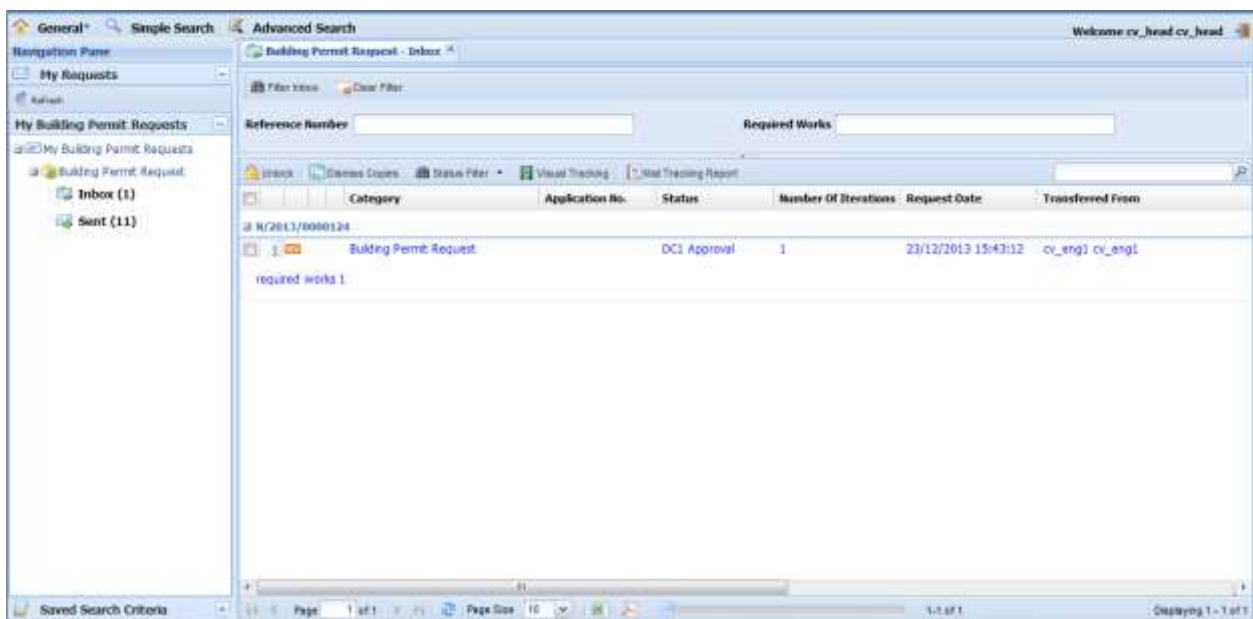 General Simple Search Advanced Search Welcome cv_head cv_head
Navigation Pane Building Permit Request - Inbox
My Requests
Refresh Filter Inbox Clear Filter
My Building Permit Requests Reference Number Required Works
My Building Permit Requests
Building Permit Request Unlock Dismiss Copies Status Filter Visual Tracking Mail Tracking Report
Inbox (1) Category Application No. Status Number Of Iterations Request Date Transferred From
Sent (11) N/2013/0000124
1 Building Permit Request DC1 Approval 1 23/12/2013 15:43:12 cv_eng1 cv_eng1
required works 1
Saved Search Criteria Page 1 of 1 Page Size 10 1-1 of 1 Displaying 1 - 1 of 1